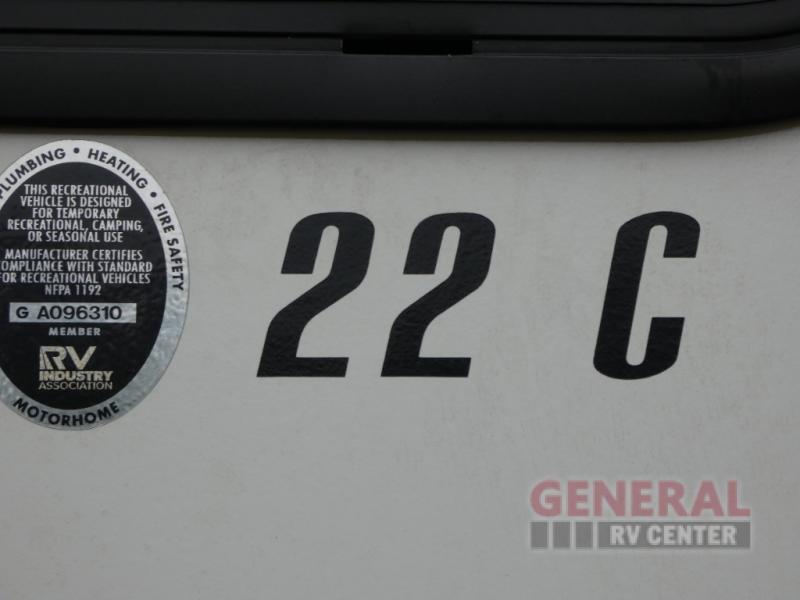 PLUMBING • HEATING • FIRE SAFETY
THIS RECREATIONAL
VEHICLE IS DESIGNED
FOR TEMPORARY
RECREATIONAL, CAMPING,
OR SEASONAL USE
MANUFACTURER CERTIFIES
COMPLIANCE WITH STANDARD
FOR RECREATIONAL VEHICLES
NFPA 1192
G A096310
MEMBER
RV
INDUSTRY
ASSOCIATION
MOTORHOME
22 C
GENERAL
RV CENTER